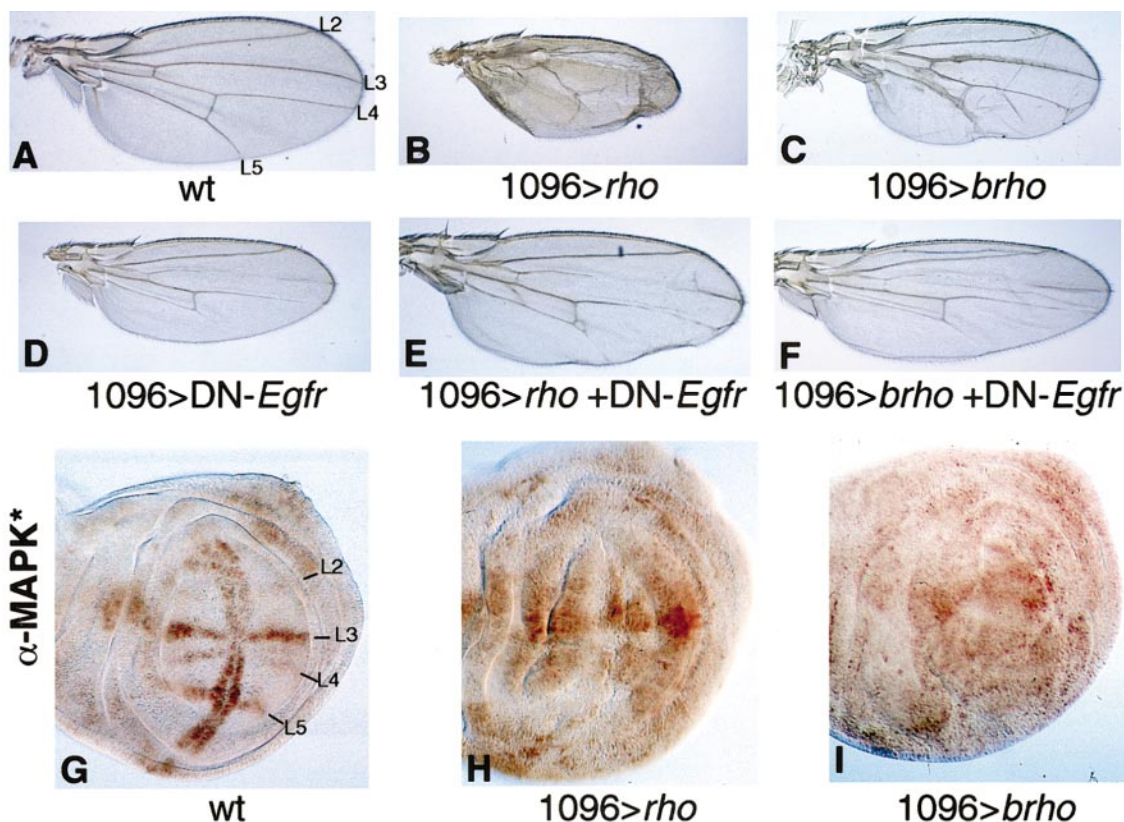 L2
L3
L4
L5
A
wt
B
1096>rho
C
1096>brho
D
1096>DN-Egfr
E
1096>rho +DN-Egfr
F
1096>brho +DN-Egfr
α-MAPK*
L2
L3
L4
L5
G
wt
H
1096>rho
I
1096>brho